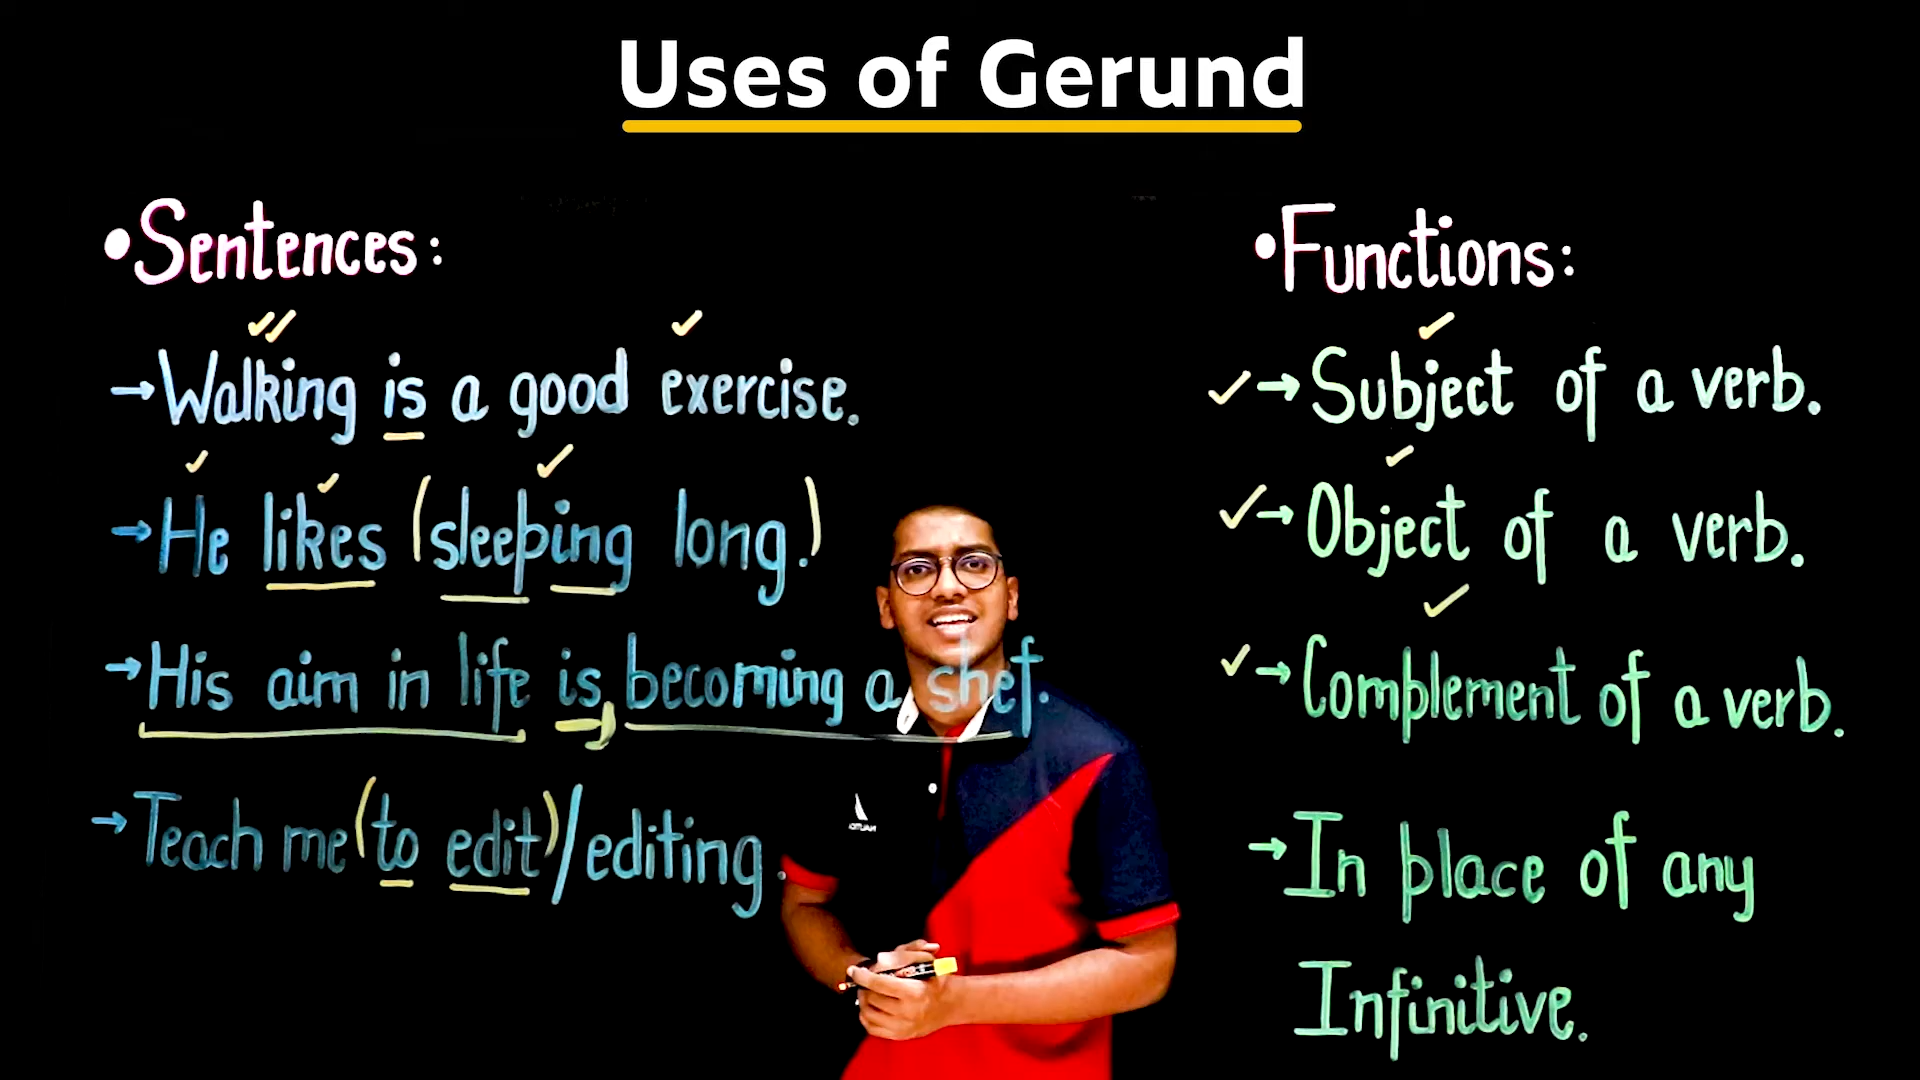 Uses of Gerund
•Sentences:
→Walking is a good exercise.
→He likes (sleeping long.)
→His aim in life is, becoming a shef.
→Teach me (to edit)/editing.
•Functions:
→Subject of a verb.
→Object of a verb.
→Complement of a verb.
→In place of any
Infinitive.